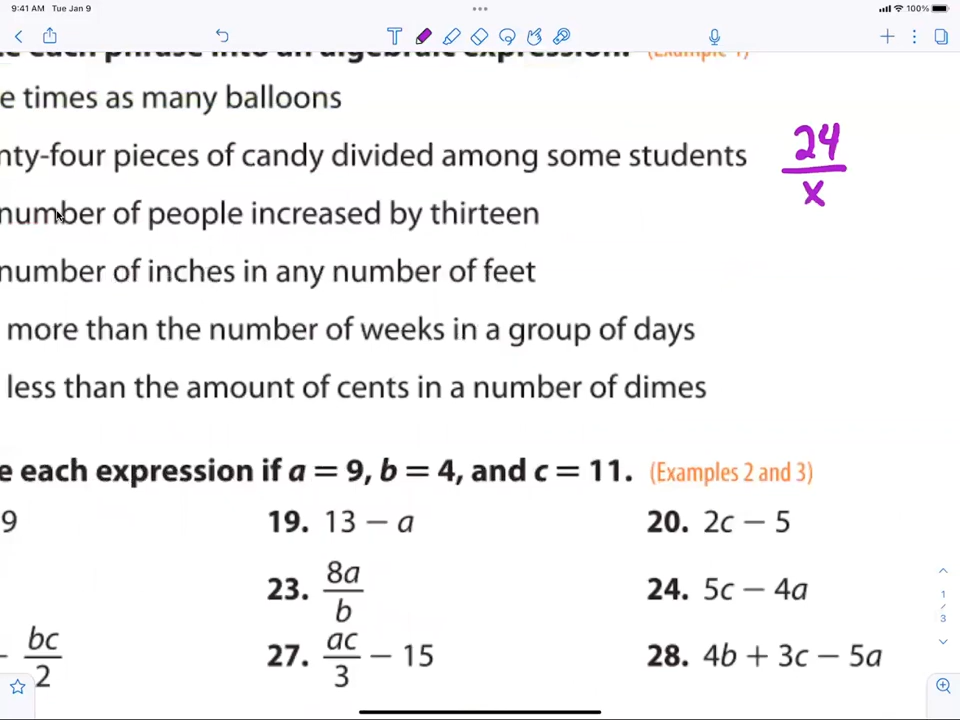 9:41 AM Tue Jan 9
100%
e each phrase into an algebraic expression. (Example 1)
e times as many balloons
nty-four pieces of candy divided among some students
24
x
number of people increased by thirteen
number of inches in any number of feet
more than the number of weeks in a group of days
less than the amount of cents in a number of dimes
e each expression if a = 9, b = 4, and c = 11. (Examples 2 and 3)
9
19. 13 − a
20. 2c − 5
23. 8a
b
24. 5c − 4a
− bc
2
27. ac
3 − 15
28. 4b + 3c − 5a
1
/
3